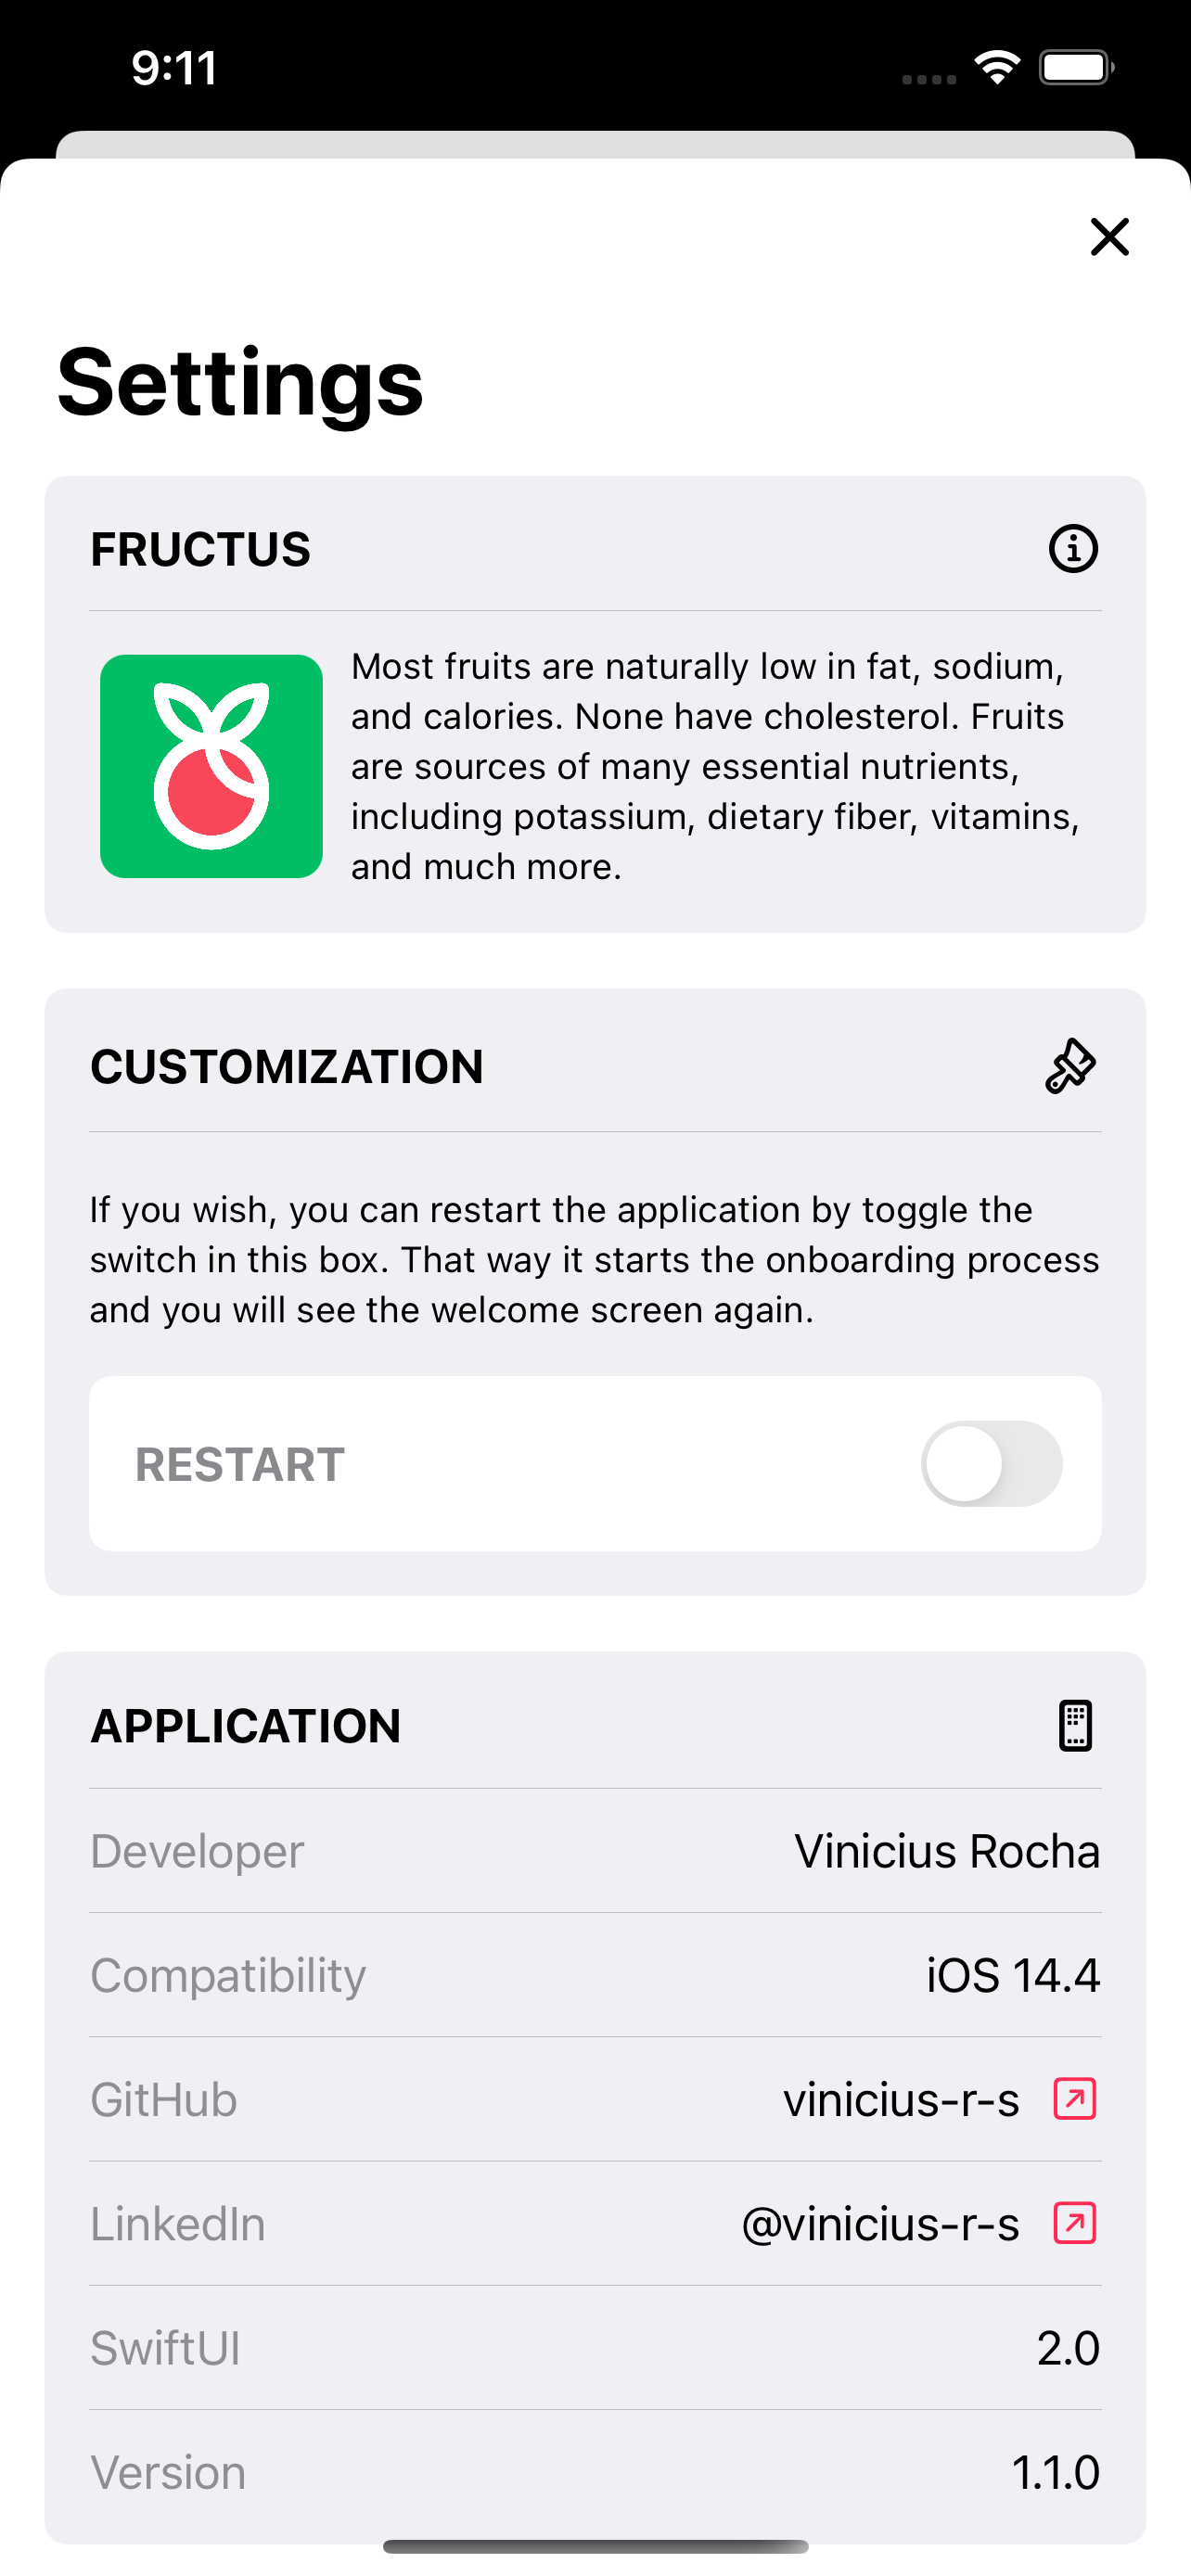 9:11
Settings
FRUCTUS
Most fruits are naturally low in fat, sodium,
and calories. None have cholesterol. Fruits
are sources of many essential nutrients,
including potassium, dietary fiber, vitamins,
and much more.
CUSTOMIZATION
If you wish, you can restart the application by toggle the
switch in this box. That way it starts the onboarding process
and you will see the welcome screen again.
RESTART
APPLICATION
Developer Vinicius Rocha
Compatibility iOS 14.4
GitHub vinicius-r-s
LinkedIn @vinicius-r-s
SwiftUI 2.0
Version 1.1.0